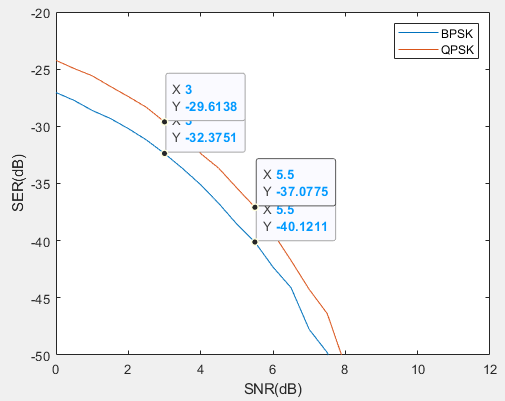 -20
-25
-30
-35
-40
-45
-50
SER(dB)
BPSK
QPSK
X 3
Y -29.6138
X 3
Y -32.3751
X 5.5
Y -37.0775
X 5.5
Y -40.1211
0 2 4 6 8 10 12
SNR(dB)